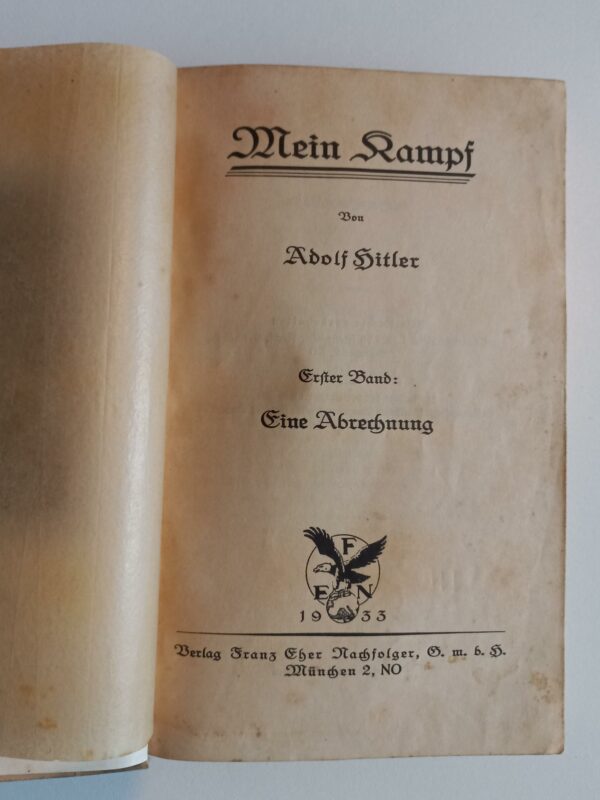 Mein Kampf
Von
Adolf Hitler
Erster Band:
Eine Abrechnung
F
E N
1933
Verlag Franz Eher Nachfolger, G. m. b. H.
München 2, NO